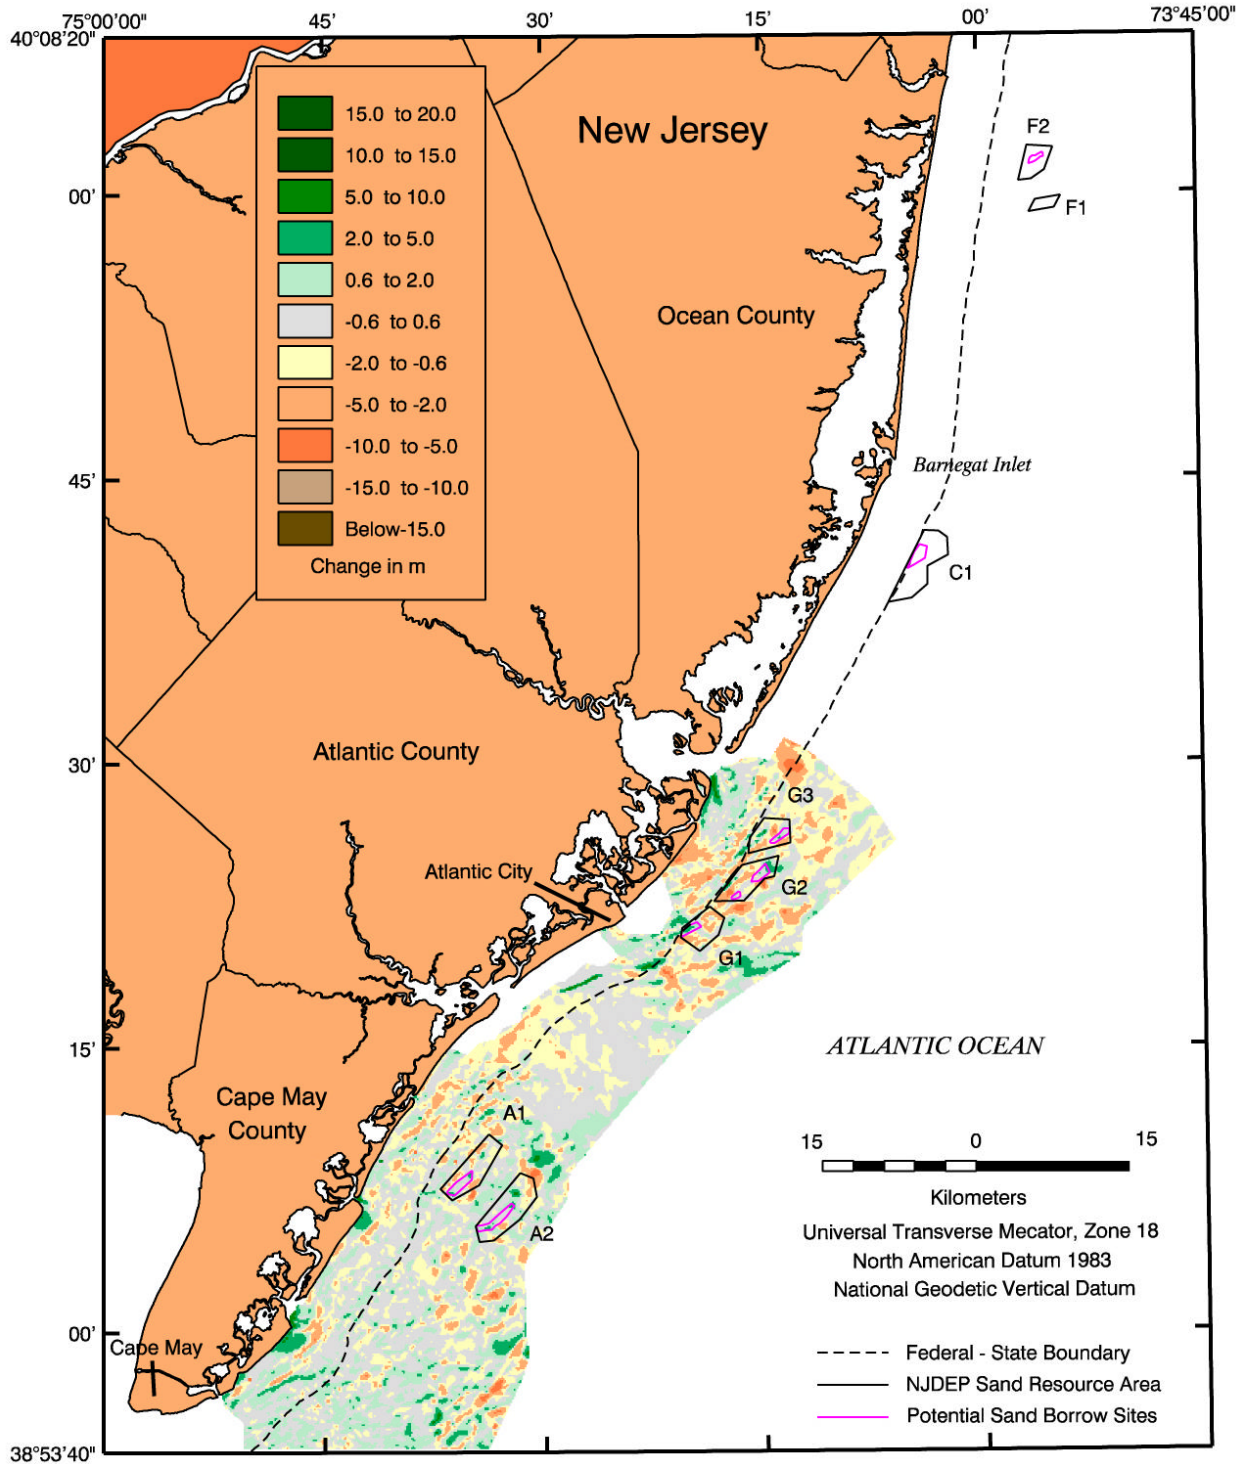 75°00'00"
45'
30'
15'
00'
73°45'00"
40°08'20"
New Jersey
F2
F1
00'
15.0 to 20.0
10.0 to 15.0
5.0 to 10.0
2.0 to 5.0
0.6 to 2.0
-0.6 to 0.6
-2.0 to -0.6
-5.0 to -2.0
-10.0 to -5.0
-15.0 to -10.0
Below-15.0
Change in m
Ocean County
45'
Barnegat Inlet
C1
Atlantic County
30'
G3
Atlantic City
G2
G1
15'
ATLANTIC OCEAN
Cape May
County
A1
A2
15
0
15
Kilometers
Universal Transverse Mecator, Zone 18
North American Datum 1983
National Geodetic Vertical Datum
00'
Cape May
Federal - State Boundary
NJDEP Sand Resource Area
Potential Sand Borrow Sites
38°53'40"